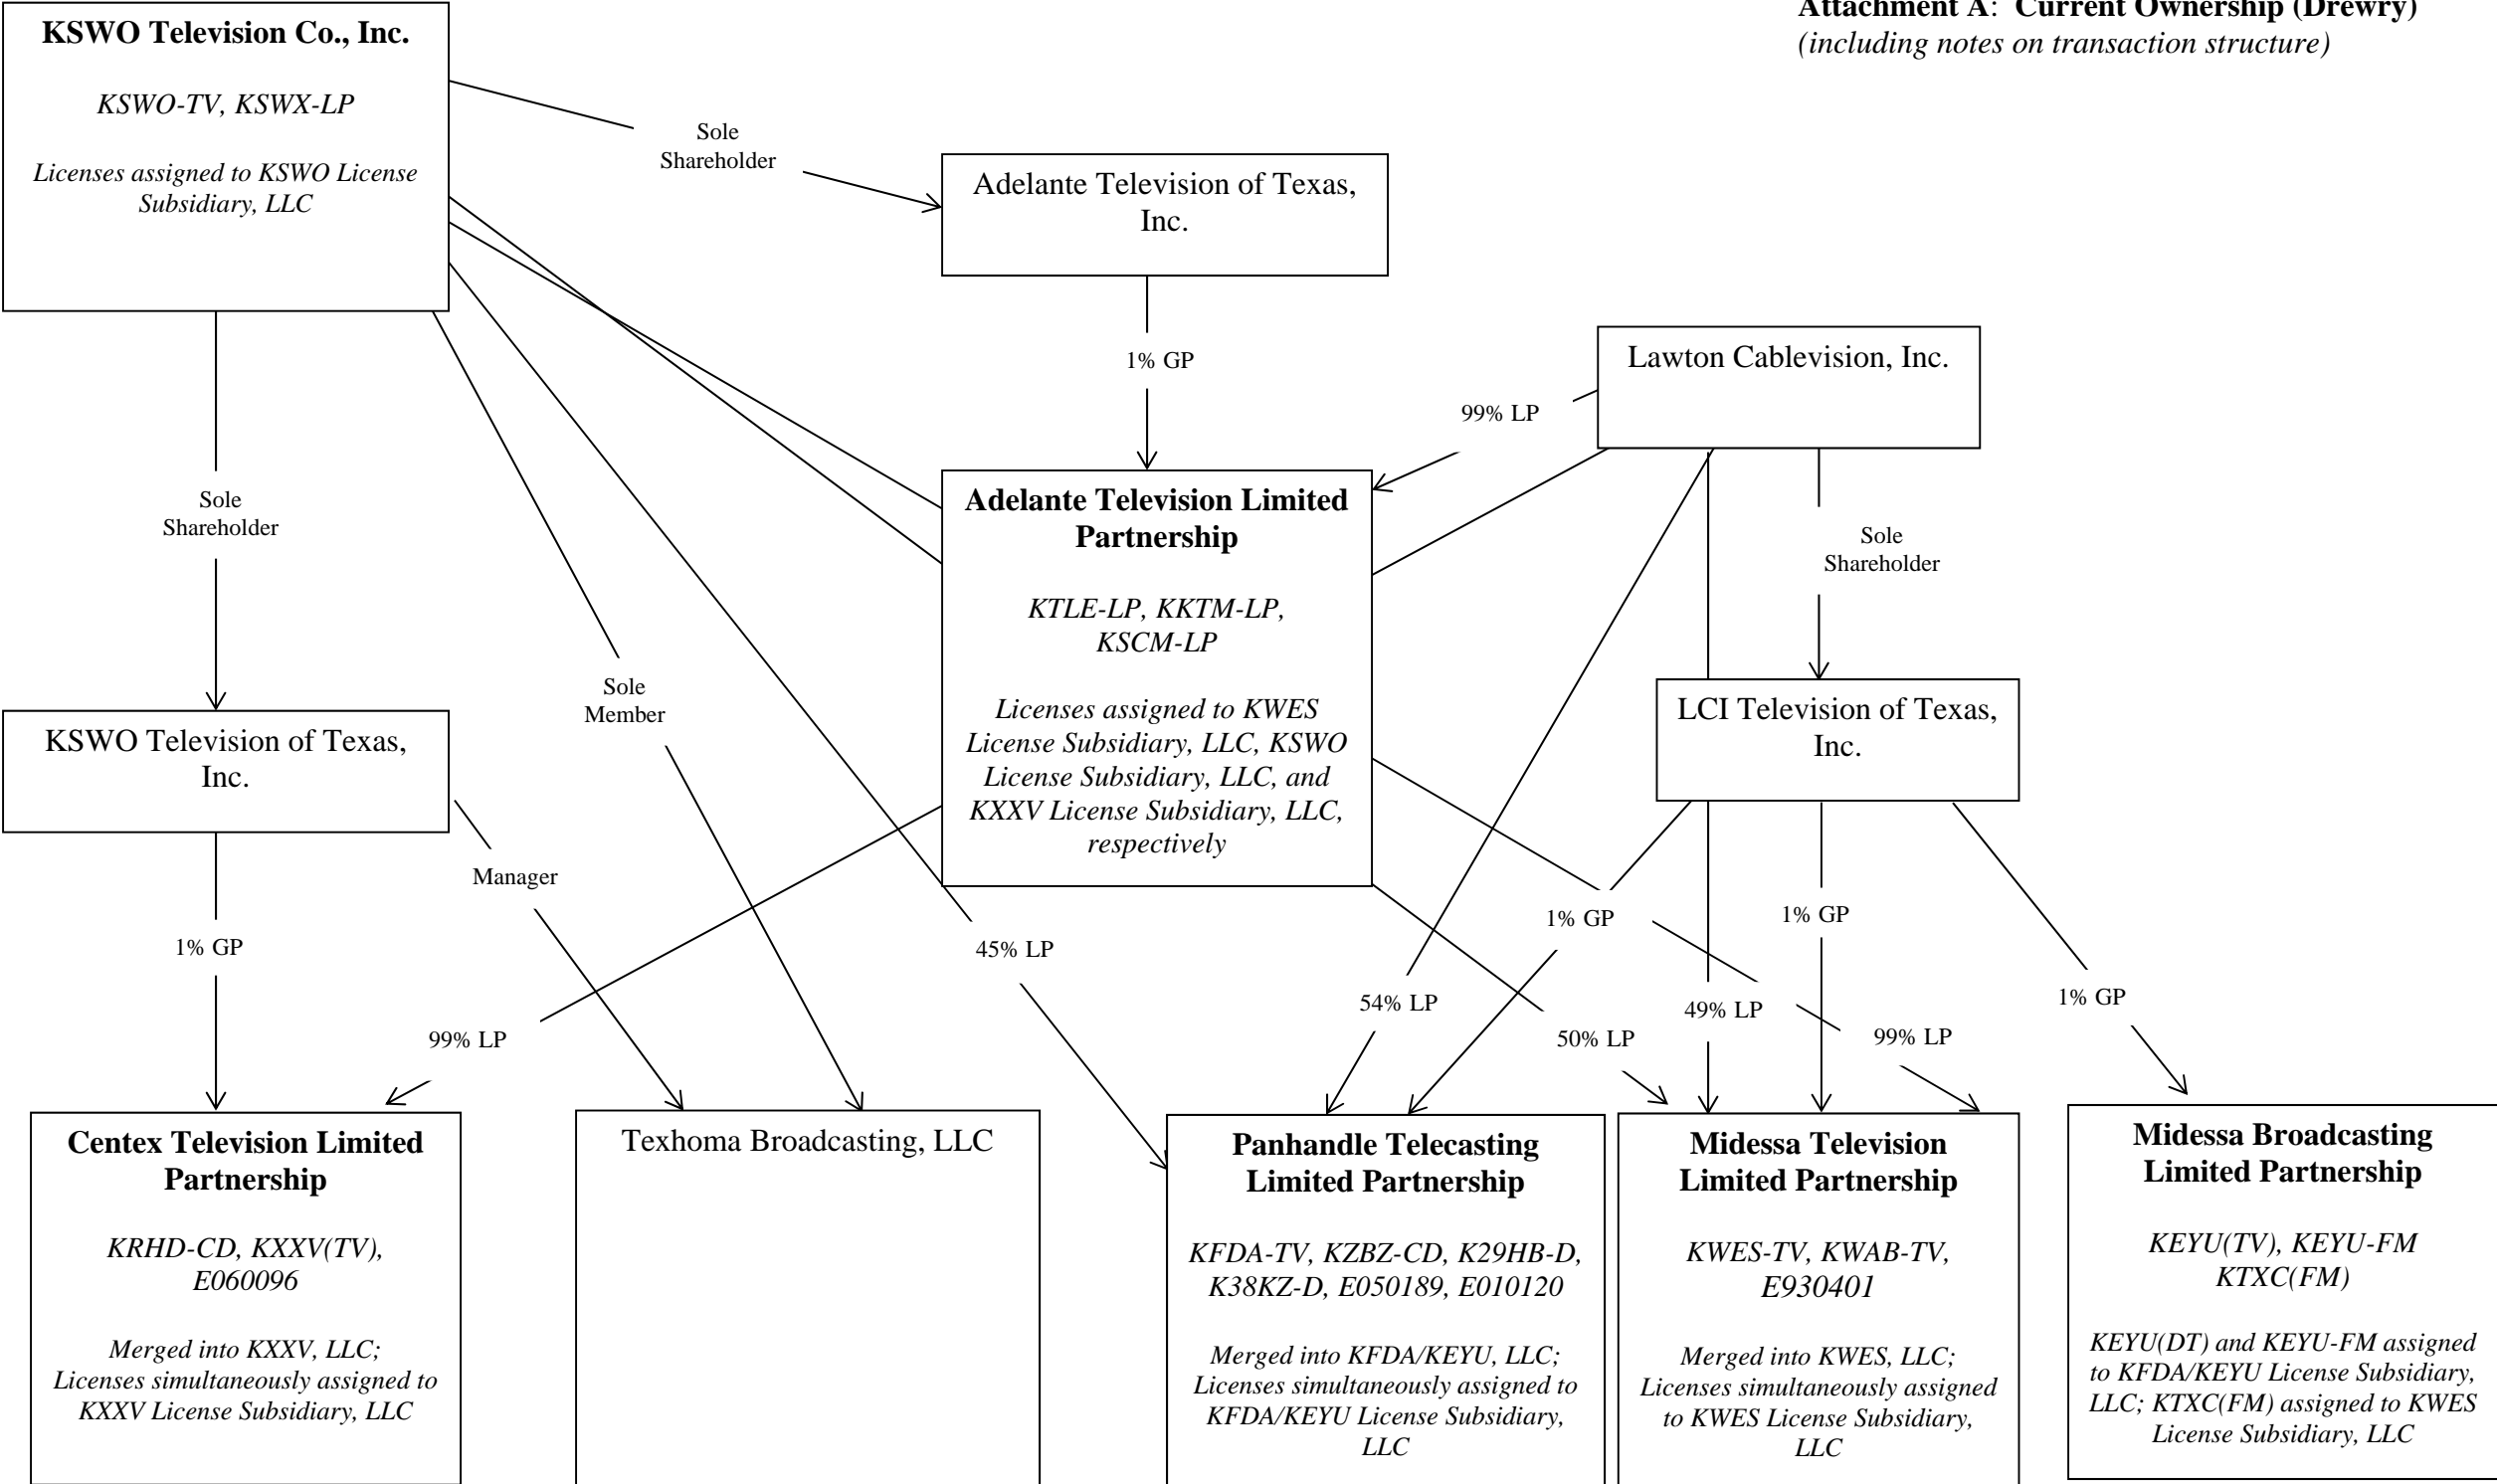 Attachment A: Current Ownership (Drewry)
(including notes on transaction structure)
KSWO Television Co., Inc.
KSWO-TV, KSWX-LP
Licenses assigned to KSWO License
Subsidiary, LLC
Sole
Shareholder
Adelante Television of Texas,
Inc.
1% GP
Lawton Cablevision, Inc.
99% LP
Adelante Television Limited
Partnership
KTLE-LP, KKTM-LP,
KSCM-LP
Licenses assigned to KWES
License Subsidiary, LLC, KSWO
License Subsidiary, LLC, and
KXXV License Subsidiary, LLC,
respectively
Sole
Shareholder
Sole
Shareholder
Sole
Member
KSWO Television of Texas,
Inc.
LCI Television of Texas,
Inc.
Manager
1% GP
45% LP
1% GP
1% GP
54% LP
49% LP
1% GP
99% LP
50% LP
99% LP
Centex Television Limited
Partnership
KRHD-CD, KXXV(TV),
E060096
Merged into KXXV, LLC;
Licenses simultaneously assigned to
KXXV License Subsidiary, LLC
Texhoma Broadcasting, LLC
Panhandle Telecasting
Limited Partnership
KFDA-TV, KZBZ-CD, K29HB-D,
K38KZ-D, E050189, E010120
Merged into KFDA/KEYU, LLC;
Licenses simultaneously assigned to
KFDA/KEYU License Subsidiary,
LLC
Midessa Television
Limited Partnership
KWES-TV, KWAB-TV,
E930401
Merged into KWES, LLC;
Licenses simultaneously assigned
to KWES License Subsidiary,
LLC
Midessa Broadcasting
Limited Partnership
KEYU(TV), KEYU-FM
KTXC(FM)
KEYU(DT) and KEYU-FM assigned
to KFDA/KEYU License Subsidiary,
LLC; KTXC(FM) assigned to KWES
License Subsidiary, LLC